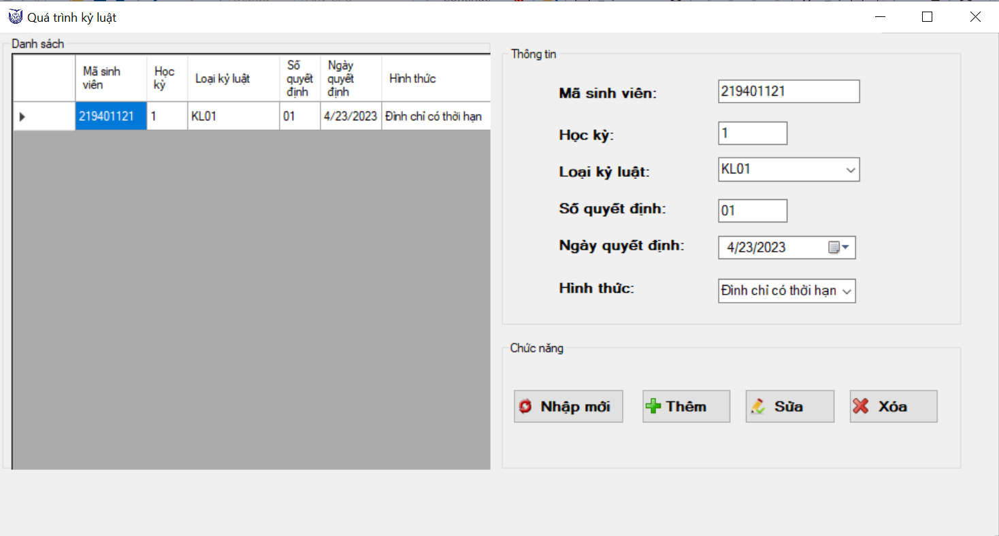 Quá trình kỷ luật
Danh sách
Mã sinh viên
Học kỳ
Loại kỷ luật
Số quyết định
Ngày quyết định
Hình thức
219401121
1
KL01
01
4/23/2023
Đình chỉ có thời hạn
Thông tin
Mã sinh viên: 219401121
Học kỳ: 1
Loại kỷ luật: KL01
Số quyết định: 01
Ngày quyết định: 4/23/2023
Hình thức: Đình chỉ có thời hạn
Chức năng
Nhập mới
Thêm
Sửa
Xóa